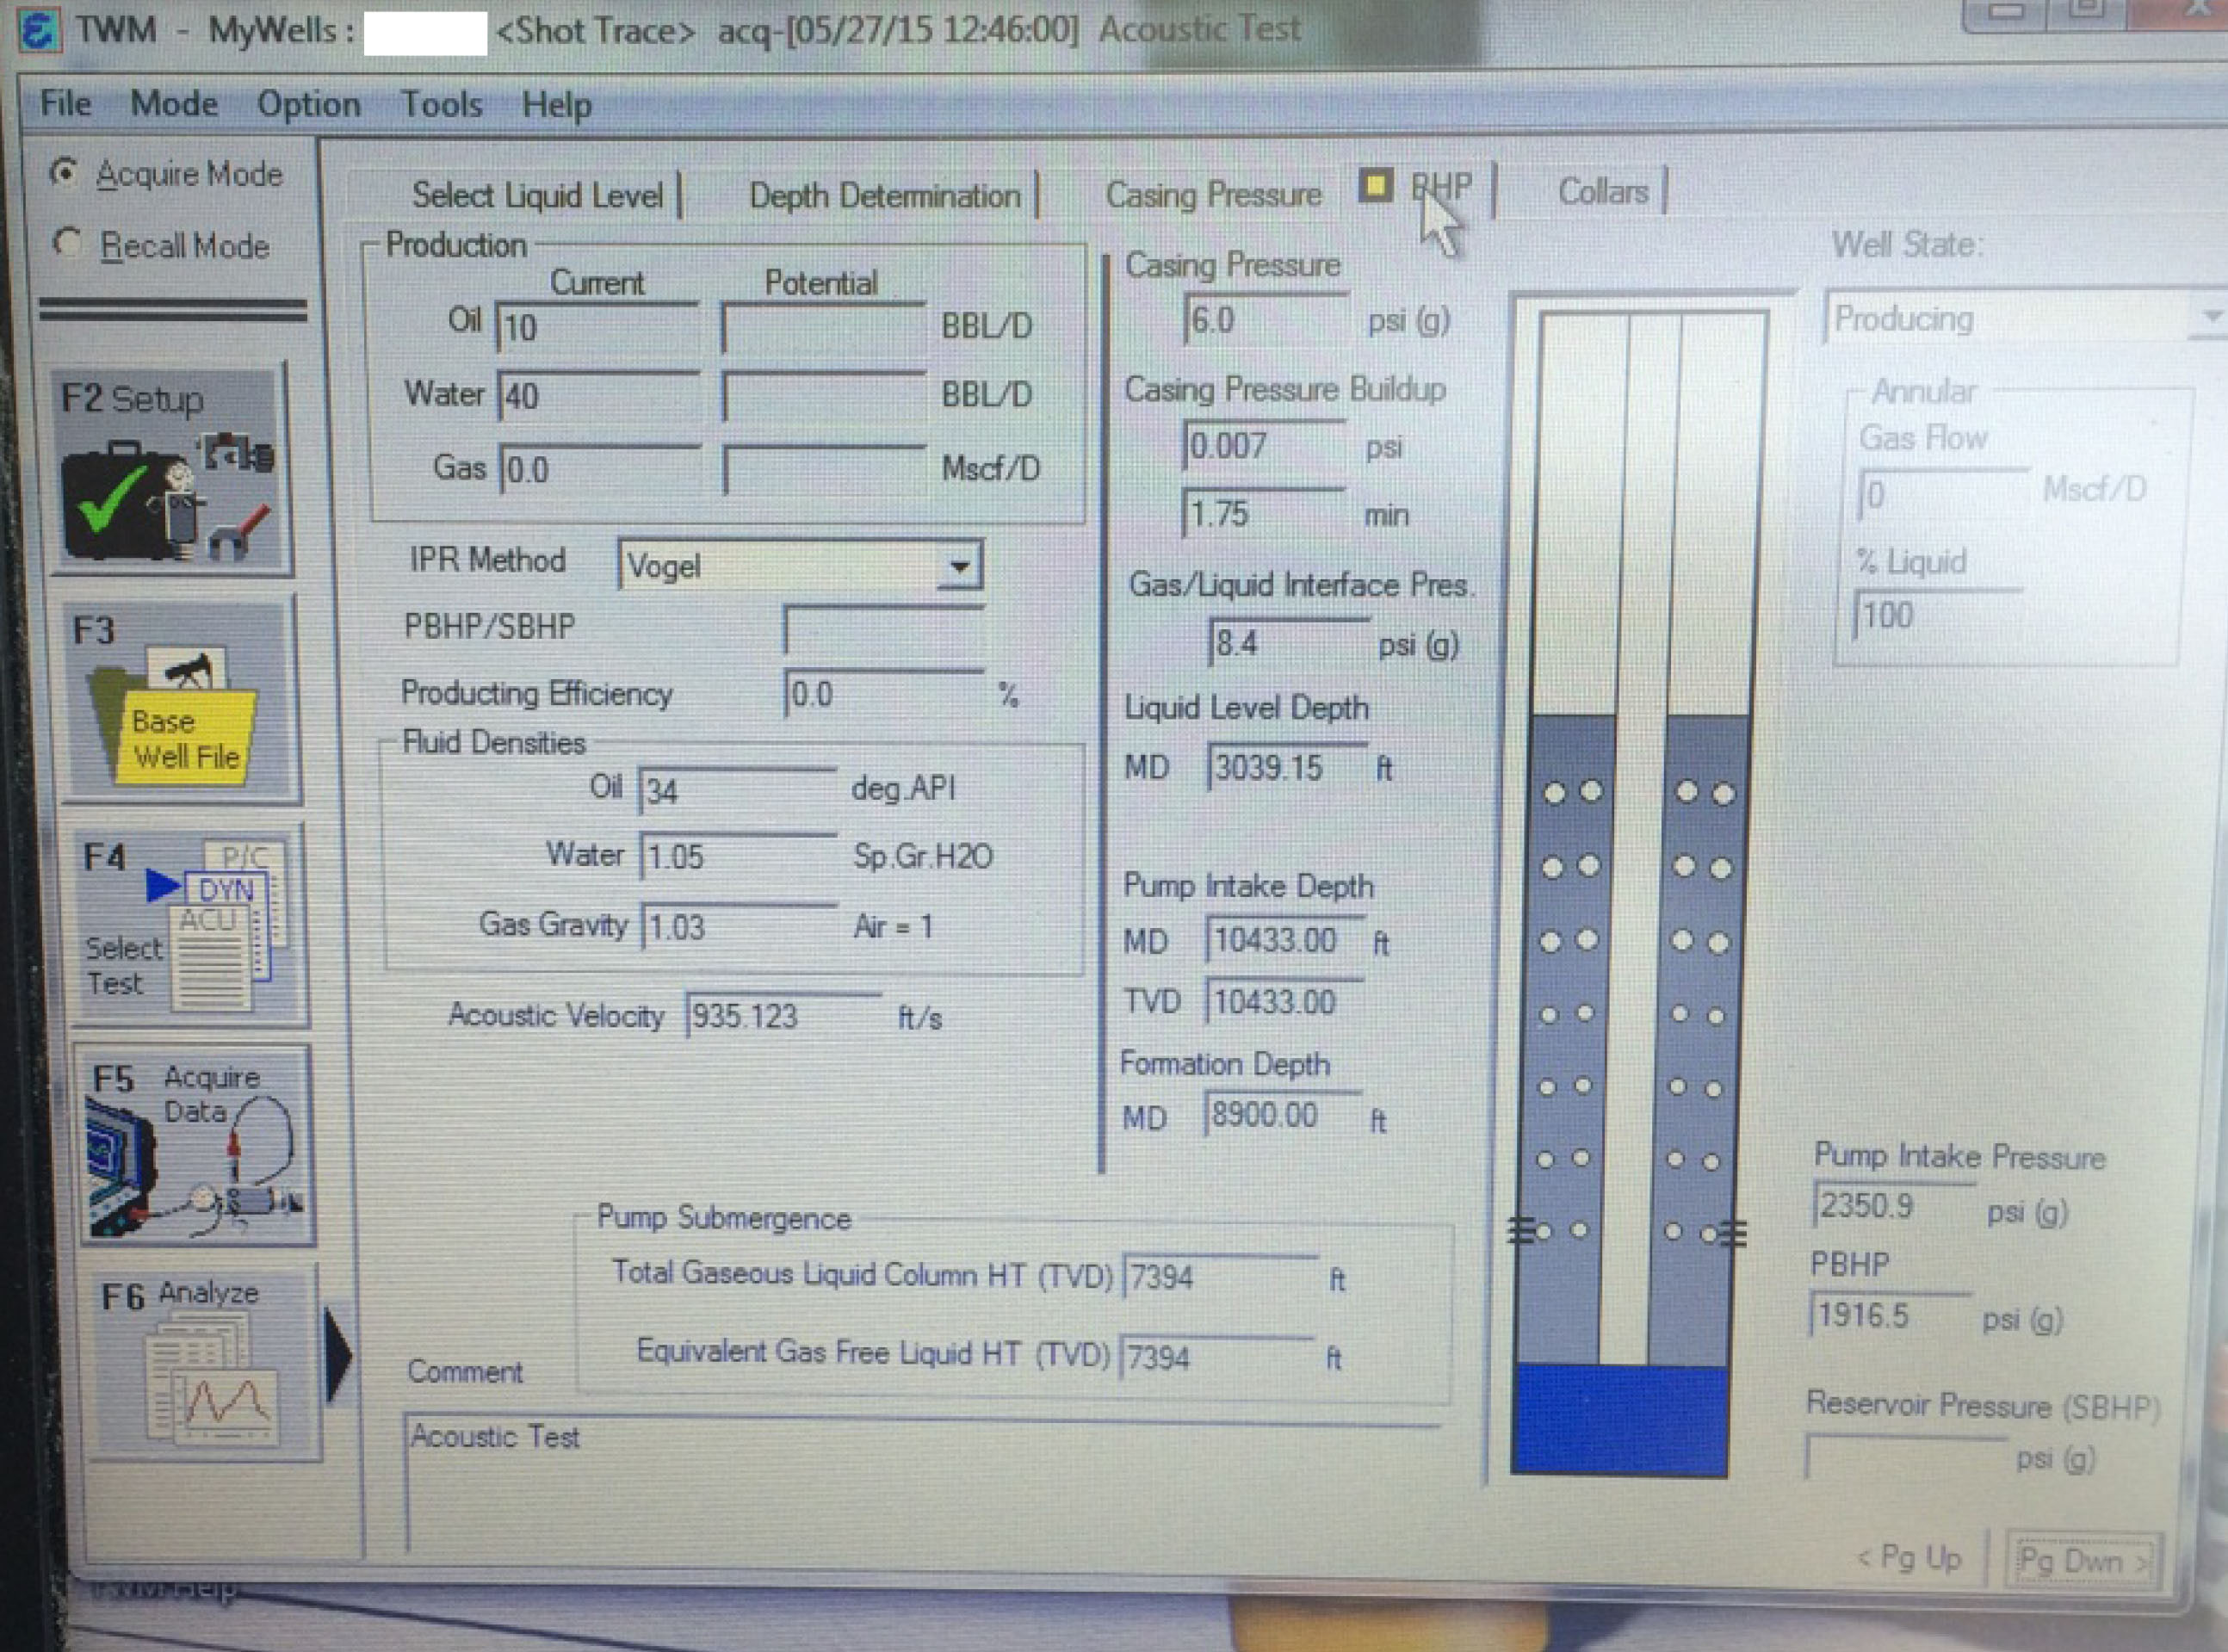 TWM - MyWells : <Shot Trace> acq-[05/27/15 12:46:00] Acoustic Test
File Mode Option Tools Help
Acquire Mode
Recall Mode
F2 Setup
F3
Base
Well File
F4
P/C
DYN
ACU
Select
Test
F5 Acquire
Data
F6 Analyze
Select Liquid Level Depth Determination Casing Pressure BHP Collars
Production
Current Potential
Oil 10 BBL/D
Water 40 BBL/D
Gas 0.0 Mscf/D
IPR Method Vogel
PBHP/SBHP
Producting Efficiency 0.0 %
Fluid Densities
Oil 34 deg.API
Water 1.05 Sp.Gr.H2O
Gas Gravity 1.03 Air = 1
Acoustic Velocity 935.123 ft/s
Casing Pressure
6.0 psi (g)
Casing Pressure Buildup
0.007 psi
1.75 min
Gas/Liquid Interface Pres.
8.4 psi (g)
Liquid Level Depth
MD 3039.15 ft
Pump Intake Depth
MD 10433.00 ft
TVD 10433.00
Formation Depth
MD 8900.00 ft
Pump Submergence
Total Gaseous Liquid Column HT (TVD) 7394 ft
Equivalent Gas Free Liquid HT (TVD) 7394 ft
Comment
Acoustic Test
Well State:
Producing
Annular
Gas Flow
0 Mscf/D
% Liquid
100
Pump Intake Pressure
2350.9 psi (g)
PBHP
1916.5 psi (g)
Reservoir Pressure (SBHP)
psi (g)
< Pg Up Pg Dwn >